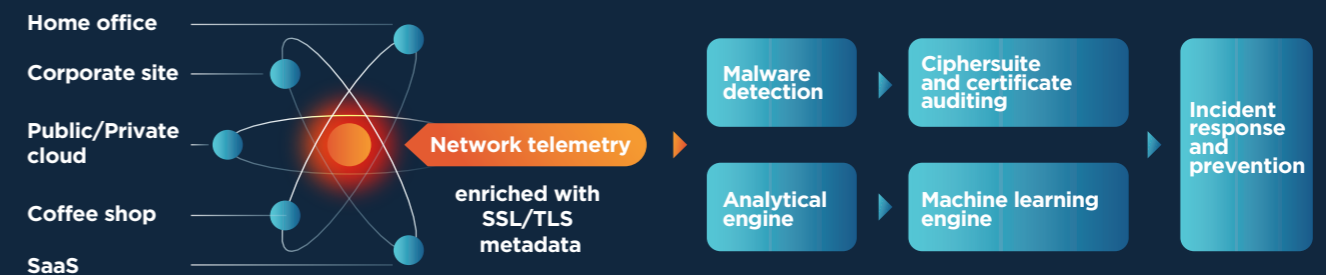 Home office
Corporate site
Public/Private
cloud
Coffee shop
SaaS
Network telemetry
enriched with
SSL/TLS
metadata
Malware
detection
Ciphersuite
and certificate
auditing
Analytical
engine
Machine learning
engine
Incident
response
and
prevention